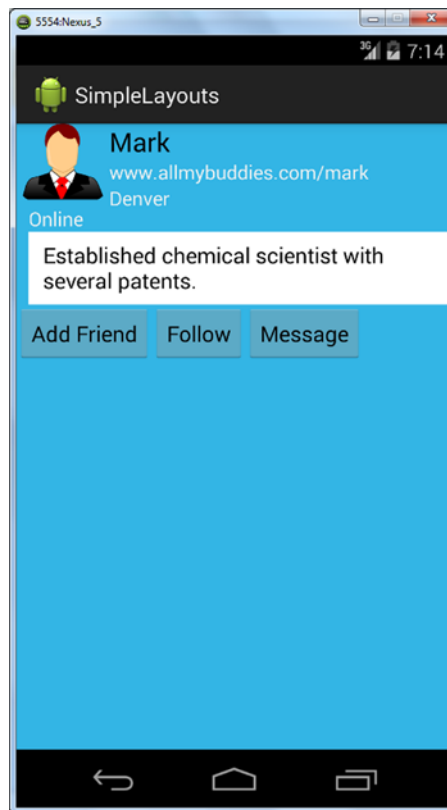 5554:Nexus_5
3G 7:14
SimpleLayouts
Mark
www.allmybuddies.com/mark
Denver
Online
Established chemical scientist with
several patents.
Add Friend Follow Message